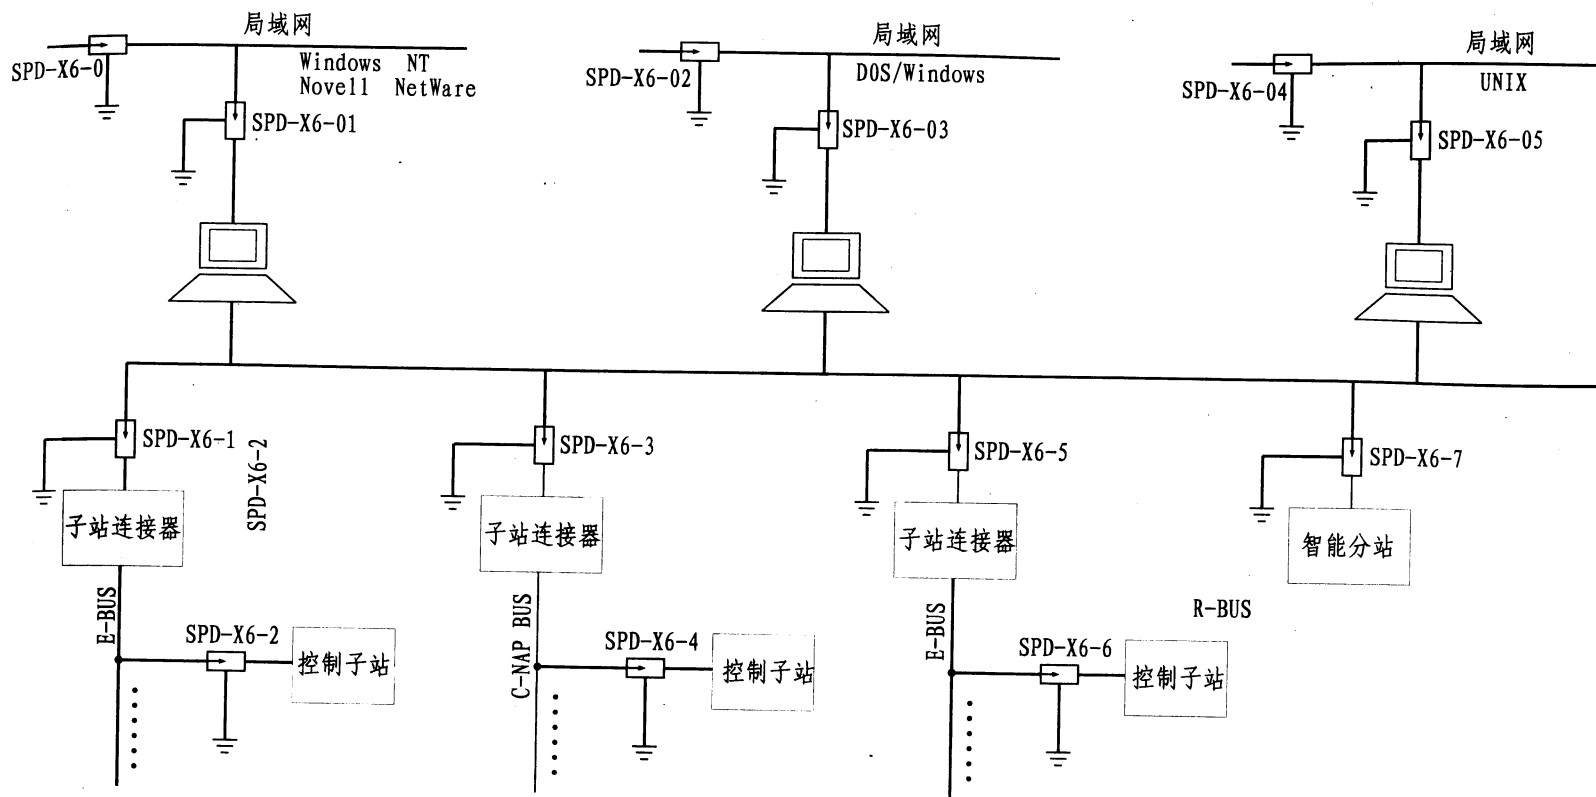 局域网
SPD-X6-0
Windows NT
Novell NetWare
SPD-X6-01
局域网
SPD-X6-02
DOS/Windows
SPD-X6-03
局域网
SPD-X6-04
UNIX
SPD-X6-05
SPD-X6-1
SPD-X6-2
SPD-X6-3
SPD-X6-5
SPD-X6-7
子站连接器
子站连接器
子站连接器
智能分站
E-BUS
SPD-X6-2
控制子站
C-NAP BUS
SPD-X6-4
控制子站
E-BUS
SPD-X6-6
控制子站
R-BUS